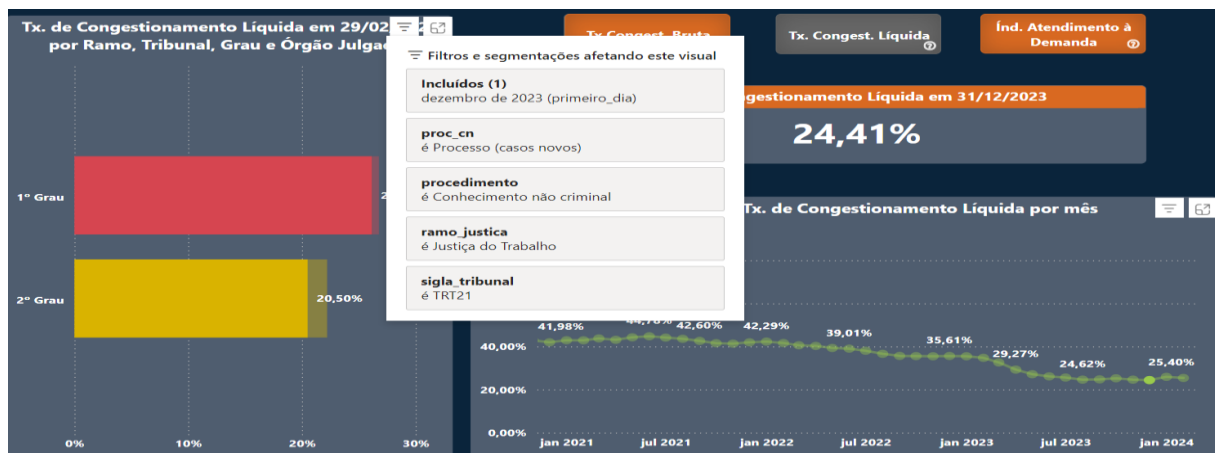 Tx. de Congestionamento Líquida em 29/02
por Ramo, Tribunal, Grau e Órgão
1º Grau
2º Grau
20,50%
0%
10%
20%
30%
Filtros e segmentações afetando este visual
Incluídos (1)
dezembro de 2023 (primeiro_dia)
proc_cn
é Processo (casos novos)
procedimento
é Conhecimento não criminal
ramo_justica
é Justiça do Trabalho
sigla_tribunal
é TRT21
Tx. Congest. Líquida
Índ. Atendimento à
Demanda
Líquida em 31/12/2023
24,41%
Tx. de Congestionamento Líquida por mês
41,98%
42,60%
42,29%
39,01%
35,61%
29,27%
24,62%
25,40%
40,00%
20,00%
0,00%
jan 2021
jul 2021
jan 2022
jul 2022
jan 2023
jul 2023
jan 2024